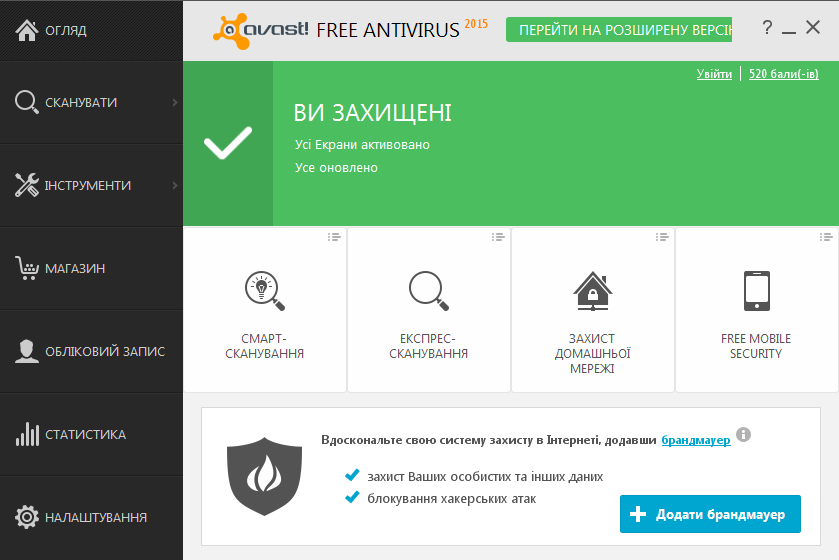 ОГЛЯД
СКАНУВАТИ
ІНСТРУМЕНТИ
МАГАЗИН
ОБЛІКОВИЙ ЗАПИС
СТАТИСТИКА
НАЛАШТУВАННЯ
avast! FREE ANTIVIRUS 2015
ПЕРЕЙТИ НА РОЗШИРЕНУ ВЕРСІ
?
Увійти | 520 бали(-ів)
ВИ ЗАХИЩЕНІ
Усі Екрани активовано
Усе оновлено
СМАРТ-
СКАНУВАННЯ
ЕКСПРЕС-
СКАНУВАННЯ
ЗАХИСТ
ДОМАШНЬОЇ
МЕРЕЖІ
FREE MOBILE
SECURITY
Вдоскональте свою систему захисту в Інтернеті, додавши брандмауер
захист Ваших особистих та інших даних
блокування хакерських атак
Додати брандмауер